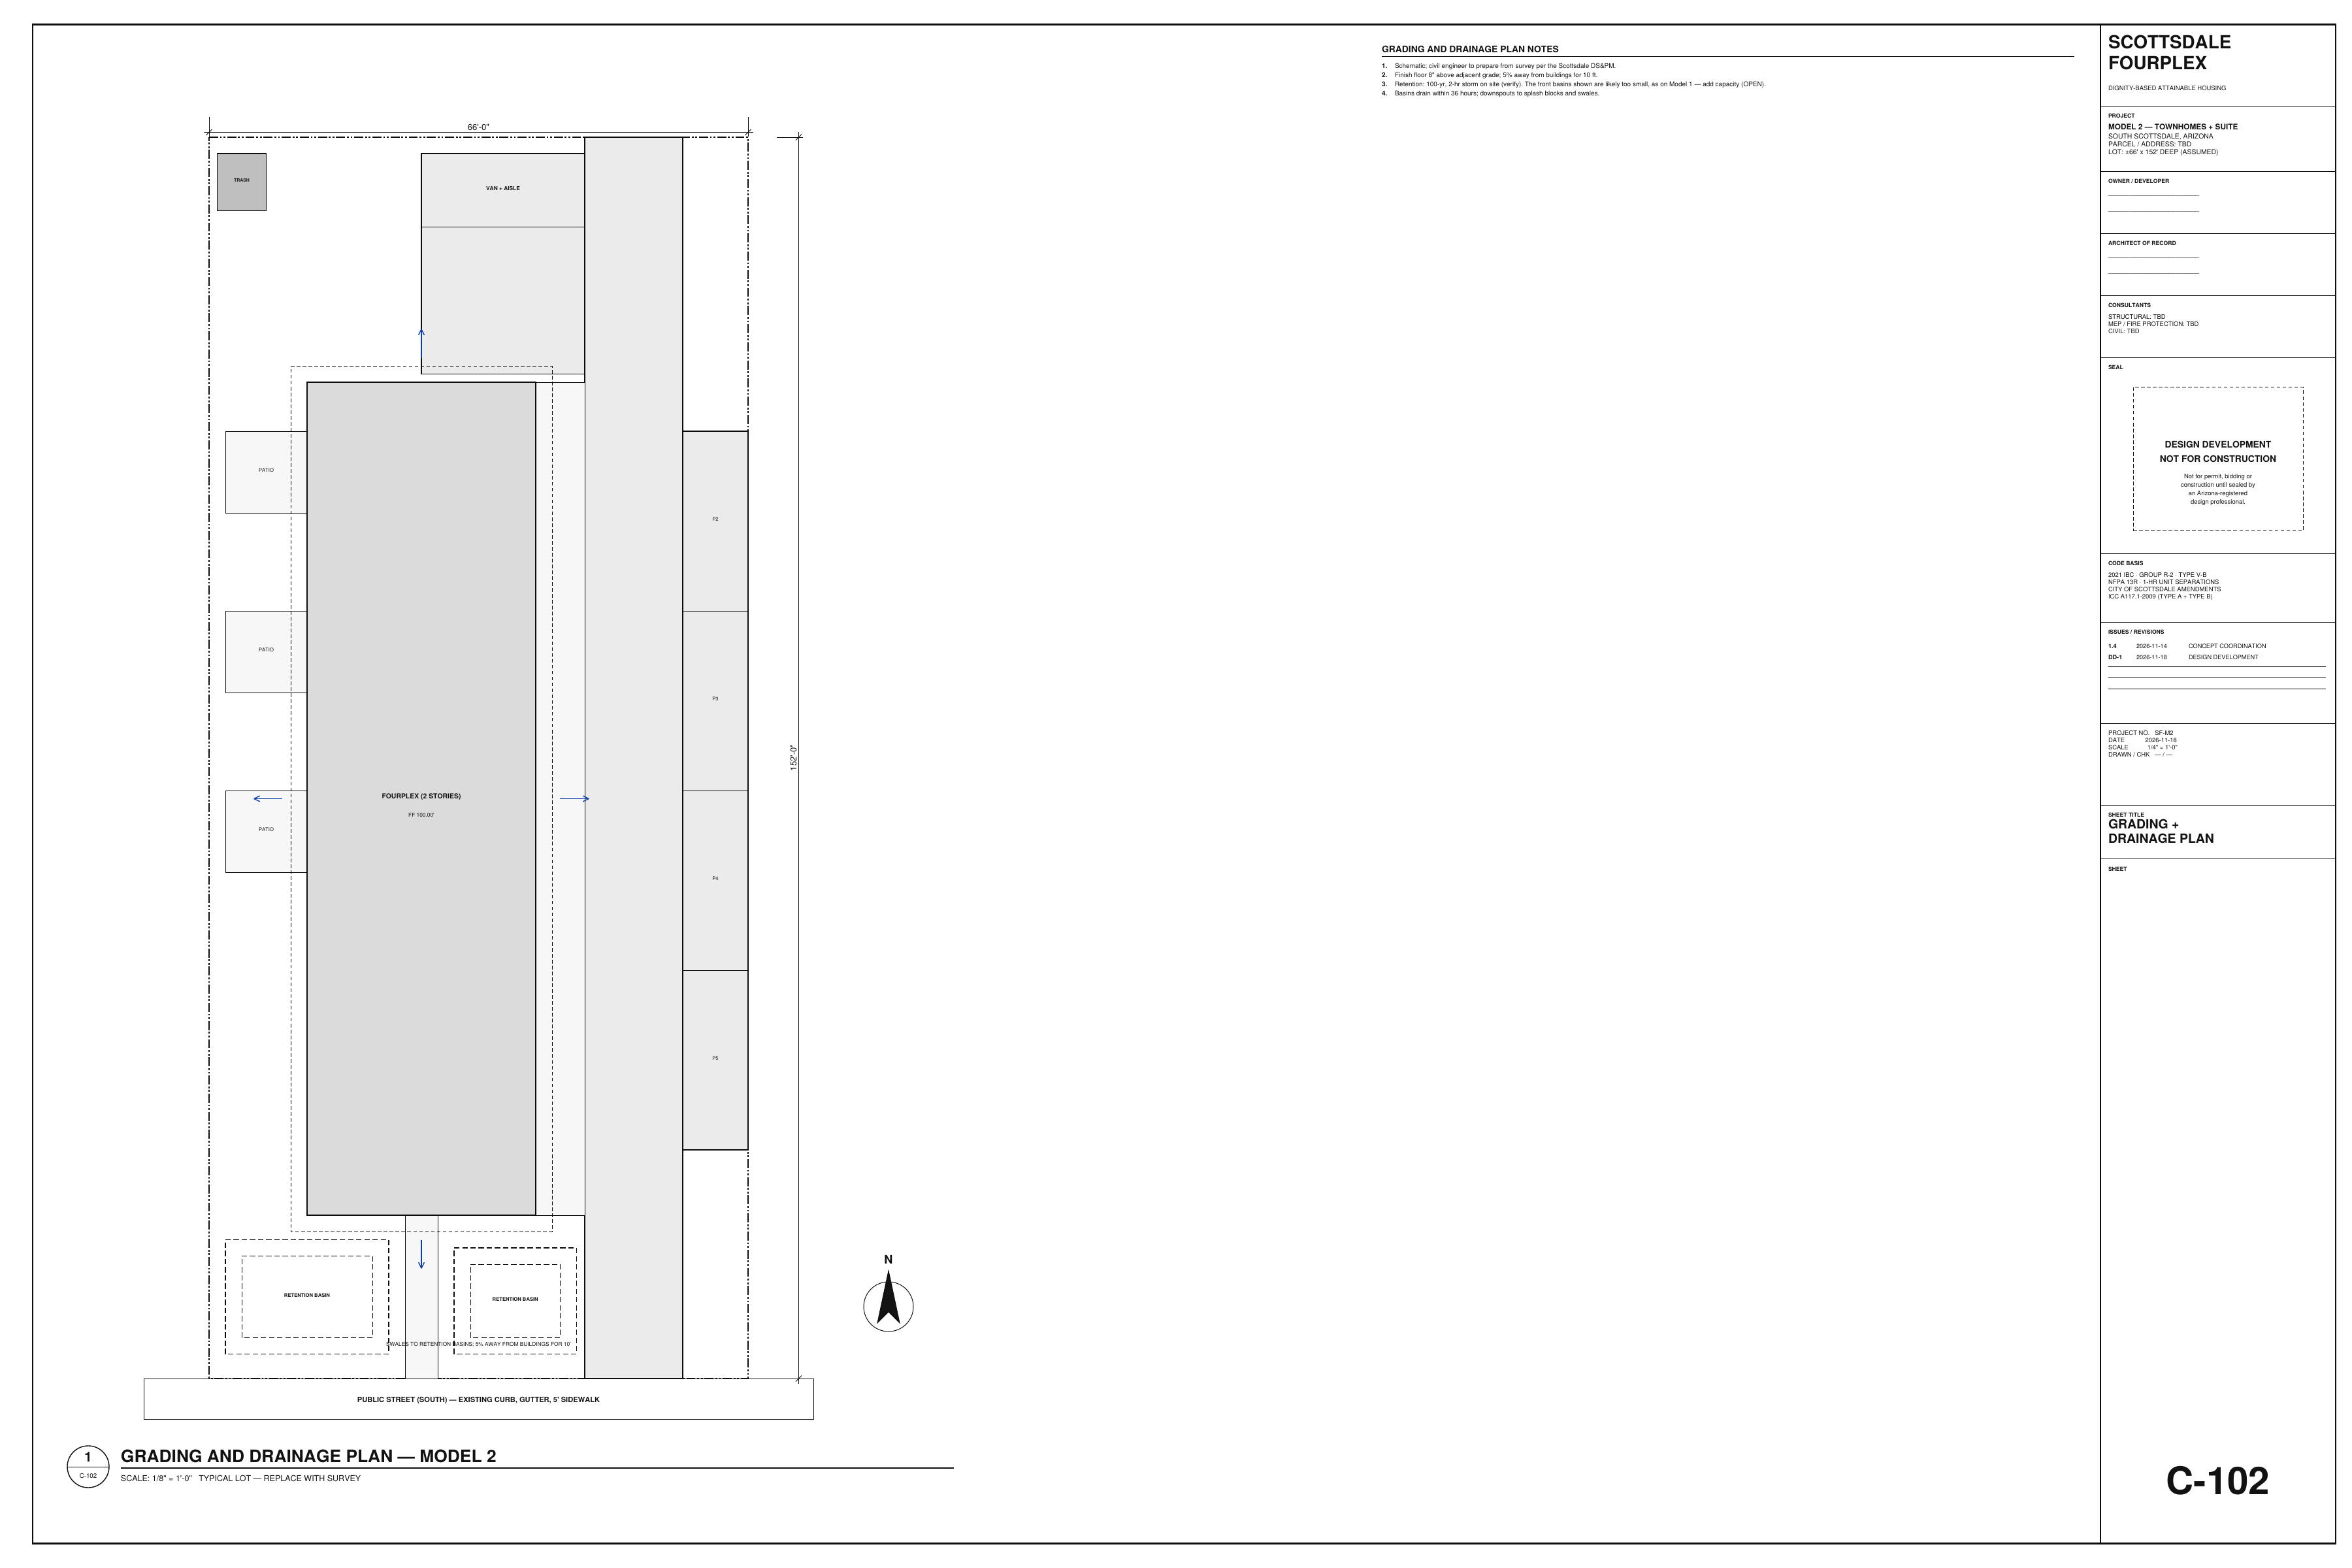 GRADING AND DRAINAGE PLAN NOTES
1. Schematic; civil engineer to prepare from survey per the Scottsdale DS&PM.
2. Finish floor 8" above adjacent grade; 5% away from buildings for 10 ft.
3. Retention: 100-yr, 2-hr storm on site (verify). The front basins shown are likely too small, as on Model 1 — add capacity (OPEN).
4. Basins drain within 36 hours; downspouts to splash blocks and swales.
66'-0"
TRASH
VAN + AISLE
PATIO
P2
PATIO
P3
152'-0"
FOURPLEX (2 STORIES)
FF 100.00'
PATIO
P4
P5
N
RETENTION BASIN
RETENTION BASIN
SWALES TO RETENTION BASINS; 5% AWAY FROM BUILDINGS FOR 10'
PUBLIC STREET (SOUTH) — EXISTING CURB, GUTTER, 5' SIDEWALK
1
C-102
GRADING AND DRAINAGE PLAN — MODEL 2
SCALE: 1/8" = 1'-0" TYPICAL LOT — REPLACE WITH SURVEY
SCOTTSDALE
FOURPLEX
DIGNITY-BASED ATTAINABLE HOUSING
PROJECT
MODEL 2 — TOWNHOMES + SUITE
SOUTH SCOTTSDALE, ARIZONA
PARCEL / ADDRESS: TBD
LOT: ±66' x 152' DEEP (ASSUMED)
OWNER / DEVELOPER
ARCHITECT OF RECORD
CONSULTANTS
STRUCTURAL: TBD
MEP / FIRE PROTECTION: TBD
CIVIL: TBD
SEAL
DESIGN DEVELOPMENT
NOT FOR CONSTRUCTION
Not for permit, bidding or
construction until sealed by
an Arizona-registered
design professional.
CODE BASIS
2021 IBC · GROUP R-2 · TYPE V-B
NFPA 13R · 1-HR UNIT SEPARATIONS
CITY OF SCOTTSDALE AMENDMENTS
ICC A117.1-2009 (TYPE A + TYPE B)
ISSUES / REVISIONS
1.4 2026-11-14 CONCEPT COORDINATION
DD-1 2026-11-18 DESIGN DEVELOPMENT
PROJECT NO. SF-M2
DATE 2026-11-18
SCALE 1/4" = 1'-0"
DRAWN / CHK — / —
SHEET TITLE
GRADING +
DRAINAGE PLAN
SHEET
C-102